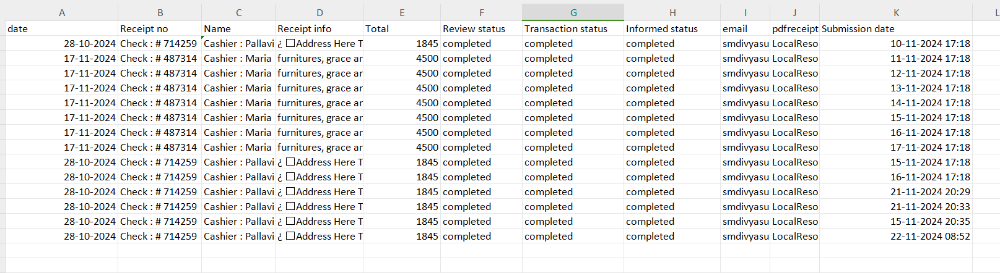 A B C D E F G H I J K L
date Receipt no Name Receipt info Total Review status Transaction status Informed status email pdfreceipt Submission date
28-10-2024 Check : # 714259 Cashier : Pallavi ¿ □Address Here T 1845 completed completed completed smdivyasu LocalReso 10-11-2024 17:18
17-11-2024 Check : # 487314 Cashier : Maria furnitures, grace ar 4500 completed completed completed smdivyasu LocalReso 11-11-2024 17:18
17-11-2024 Check : # 487314 Cashier : Maria furnitures, grace ar 4500 completed completed completed smdivyasu LocalReso 12-11-2024 17:18
17-11-2024 Check : # 487314 Cashier : Maria furnitures, grace ar 4500 completed completed completed smdivyasu LocalReso 13-11-2024 17:18
17-11-2024 Check : # 487314 Cashier : Maria furnitures, grace ar 4500 completed completed completed smdivyasu LocalReso 14-11-2024 17:18
17-11-2024 Check : # 487314 Cashier : Maria furnitures, grace ar 4500 completed completed completed smdivyasu LocalReso 15-11-2024 17:18
17-11-2024 Check : # 487314 Cashier : Maria furnitures, grace ar 4500 completed completed completed smdivyasu LocalReso 16-11-2024 17:18
17-11-2024 Check : # 487314 Cashier : Maria furnitures, grace ar 4500 completed completed completed smdivyasu LocalReso 17-11-2024 17:18
28-10-2024 Check : # 714259 Cashier : Pallavi ¿ □Address Here T 1845 completed completed completed smdivyasu LocalReso 15-11-2024 17:18
28-10-2024 Check : # 714259 Cashier : Pallavi ¿ □Address Here T 1845 completed completed completed smdivyasu LocalReso 16-11-2024 17:18
28-10-2024 Check : # 714259 Cashier : Pallavi ¿ □Address Here T 1845 completed completed completed smdivyasu LocalReso 21-11-2024 20:29
28-10-2024 Check : # 714259 Cashier : Pallavi ¿ □Address Here T 1845 completed completed completed smdivyasu LocalReso 21-11-2024 20:33
28-10-2024 Check : # 714259 Cashier : Pallavi ¿ □Address Here T 1845 completed completed completed smdivyasu LocalReso 15-11-2024 20:35
28-10-2024 Check : # 714259 Cashier : Pallavi ¿ □Address Here T 1845 completed completed completed smdivyasu LocalReso 22-11-2024 08:52